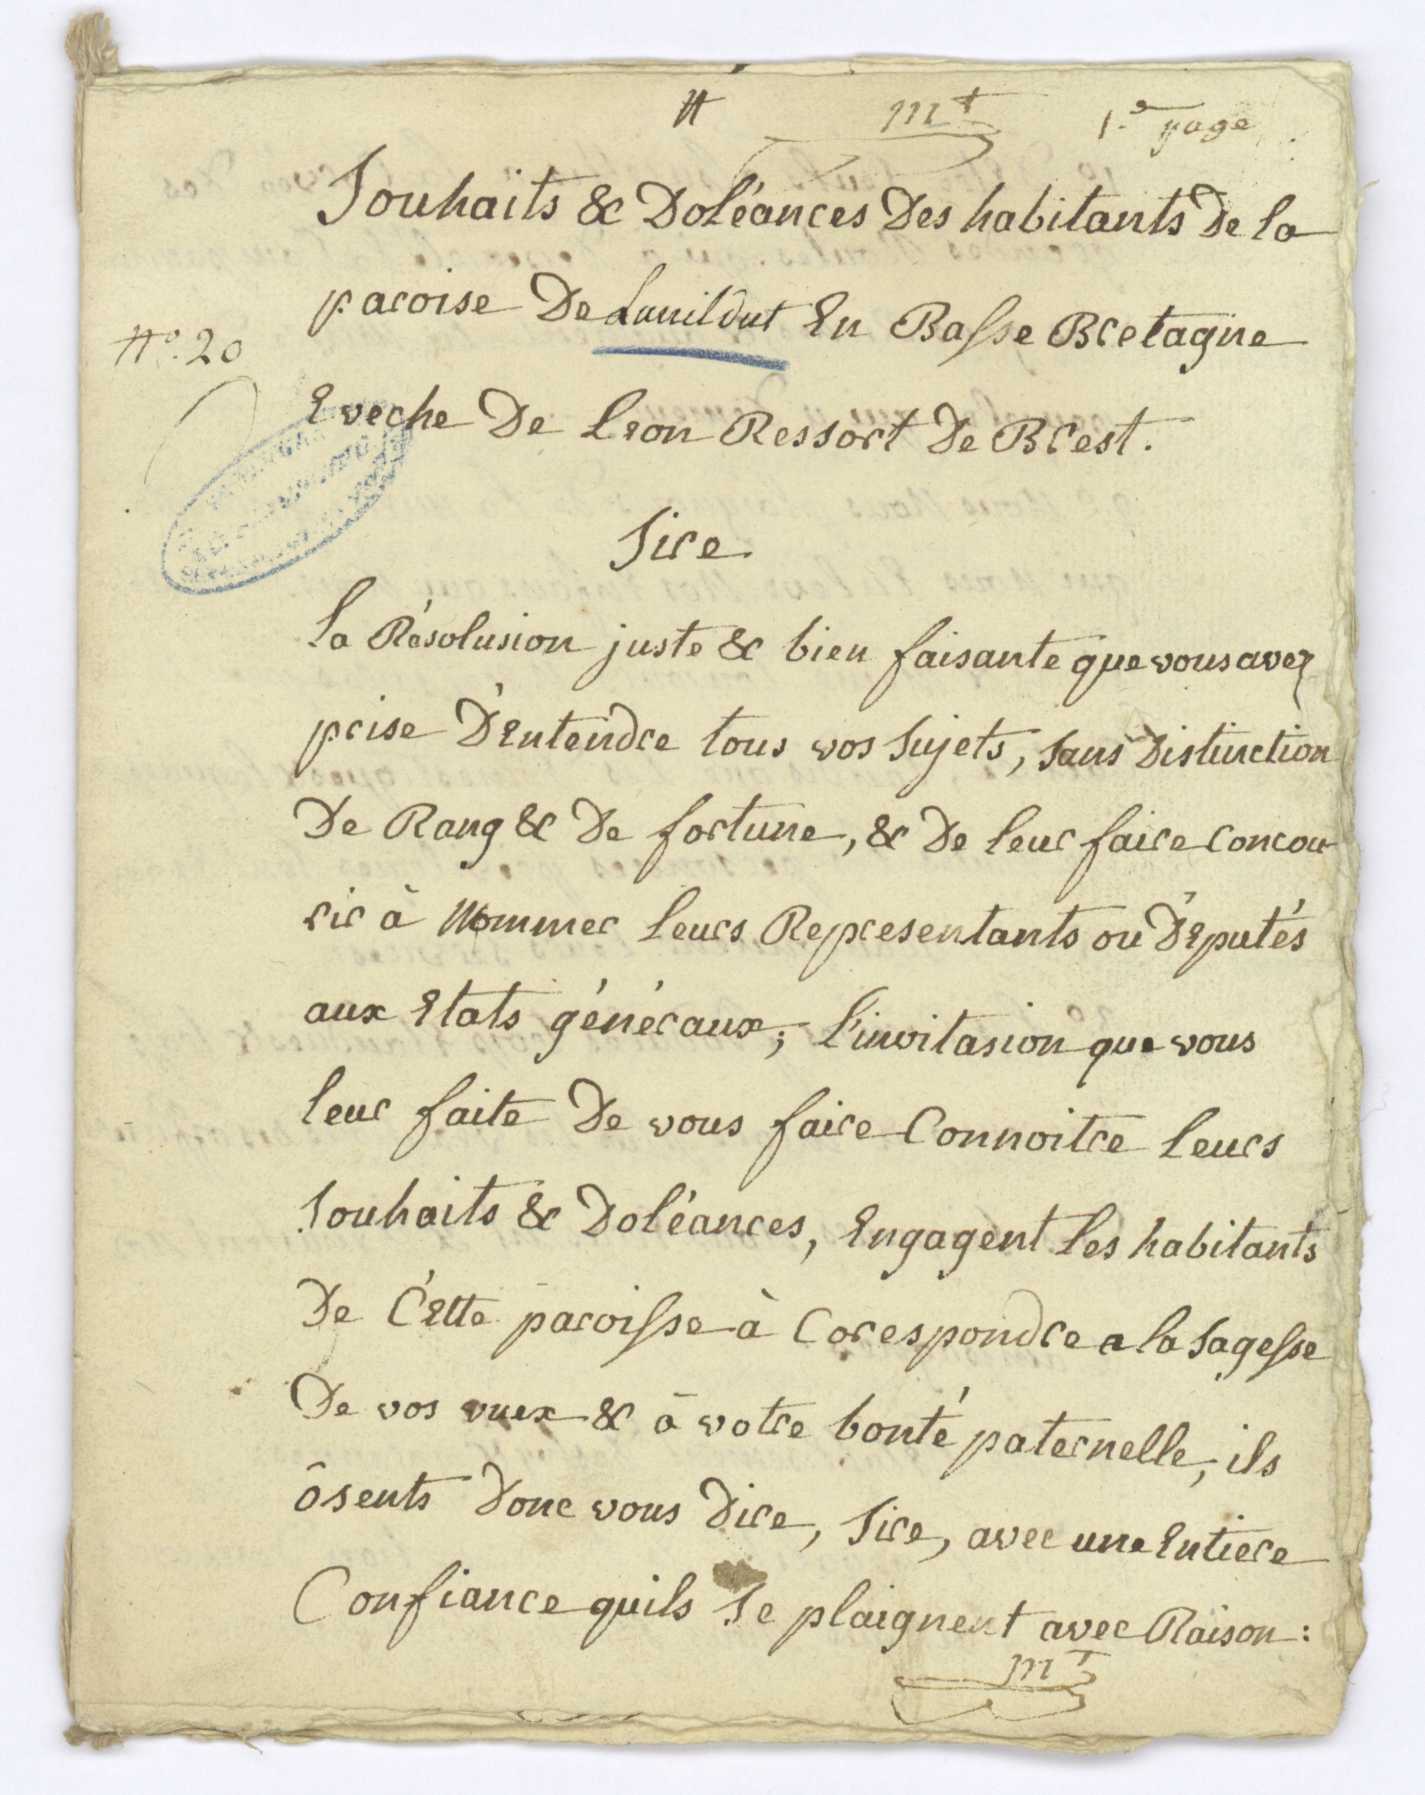 mt
1.e page
Souhaits & Doléances Des habitants De la
paroise De Lanildut En Basse Bretagne
N.º 20
Eveche De Leon Ressort De Brest.
Sire
la Résolusion juste & bien faisante que vous avez
prise D'Entendre tous vos Sujets, Sans Distinction
De Rang & De fortune, & De leur faire Concou
rir à Nommer leurs Representants ou Députés
aux Etats généraux; l'invitasion que vous
leur faite De vous faire Connoitre leurs
Souhaits & Doléances, Engagent les habitants
De Cette paroisse à Corespondre a la Sagesse
De vos vuex & à votre bonté paternelle, ils
ôsents Donc vous Dire, Sire, avec une Entiere
Confiance quils Se plaignent avec Raison:
mt